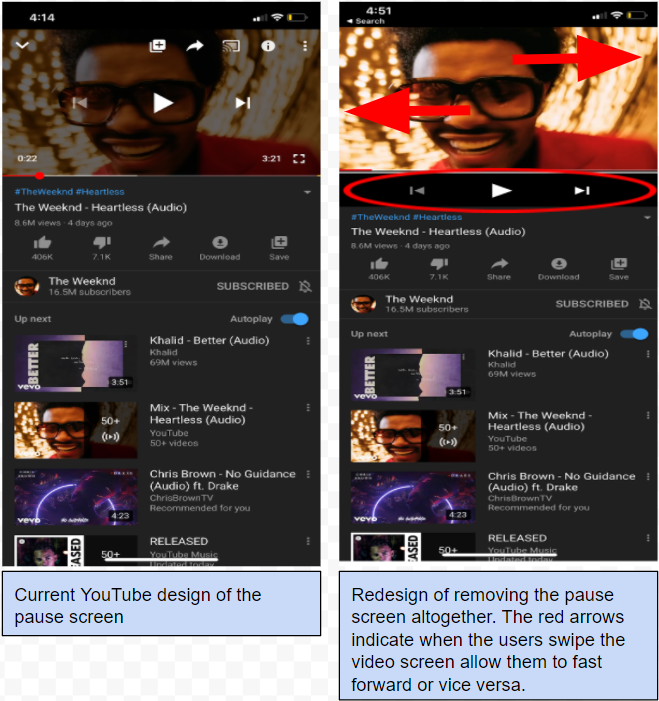 4:14
0:22
3:21
#TheWeeknd #Heartless
The Weeknd - Heartless (Audio)
8.6M views · 4 days ago
406K
7.1K
Share
Download
Save
The Weeknd
16.5M subscribers
SUBSCRIBED
Up next
Autoplay
BETTER
vevo
3:51
Khalid - Better (Audio)
Khalid
69M views
50+
Mix - The Weeknd -
Heartless (Audio)
YouTube
50+ videos
vevo
4:23
Chris Brown - No Guidance
(Audio) ft. Drake
ChrisBrownTV
Recommended for you
50+
RELEASED
YouTube Music
Updated today
Current YouTube design of the
pause screen
4:51
Search
#TheWeeknd #Heartless
The Weeknd - Heartless (Audio)
8.6M views · 4 days ago
406K
7.1K
Share
Download
Save
The Weeknd
16.5M subscribers
SUBSCRIBED
Up next
Autoplay
BETTER
vevo
3:51
Khalid - Better (Audio)
Khalid
69M views
50+
Mix - The Weeknd -
Heartless (Audio)
YouTube
50+ videos
vevo
4:23
Chris Brown - No Guidance
(Audio) ft. Drake
ChrisBrownTV
Recommended for you
50+
RELEASED
YouTube Music
Updated today
Redesign of removing the pause
screen altogether. The red arrows
indicate when the users swipe the
video screen allow them to fast
forward or vice versa.